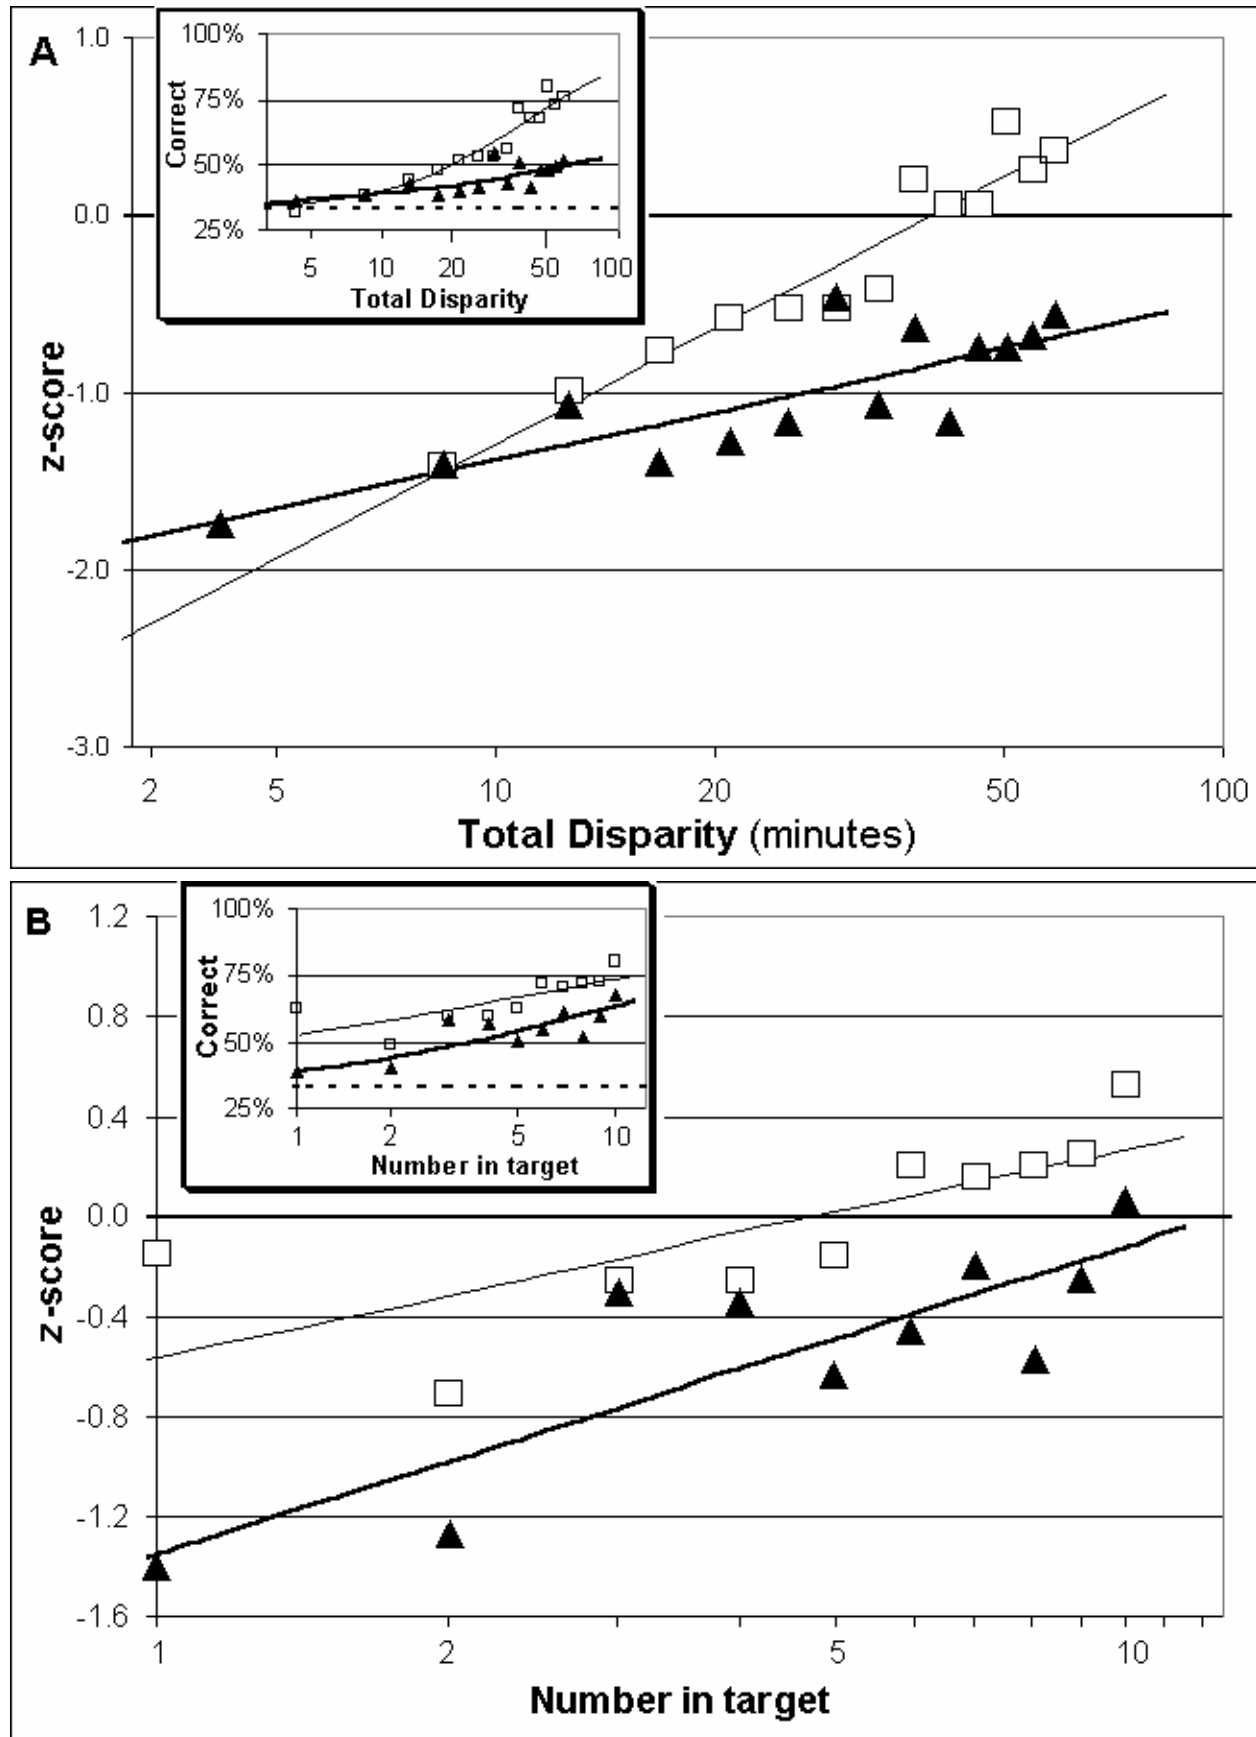 A
1.0
0.0
-1.0
-2.0
-3.0
z-score
2 5 10 20 50 100
Total Disparity (minutes)
100%
75%
50%
25%
Correct
5 10 20 50 100
Total Disparity
B
1.2
0.8
0.4
0.0
-0.4
-0.8
-1.2
-1.6
z-score
1 2 5 10
Number in target
100%
75%
50%
25%
Correct
1 2 5 10
Number in target